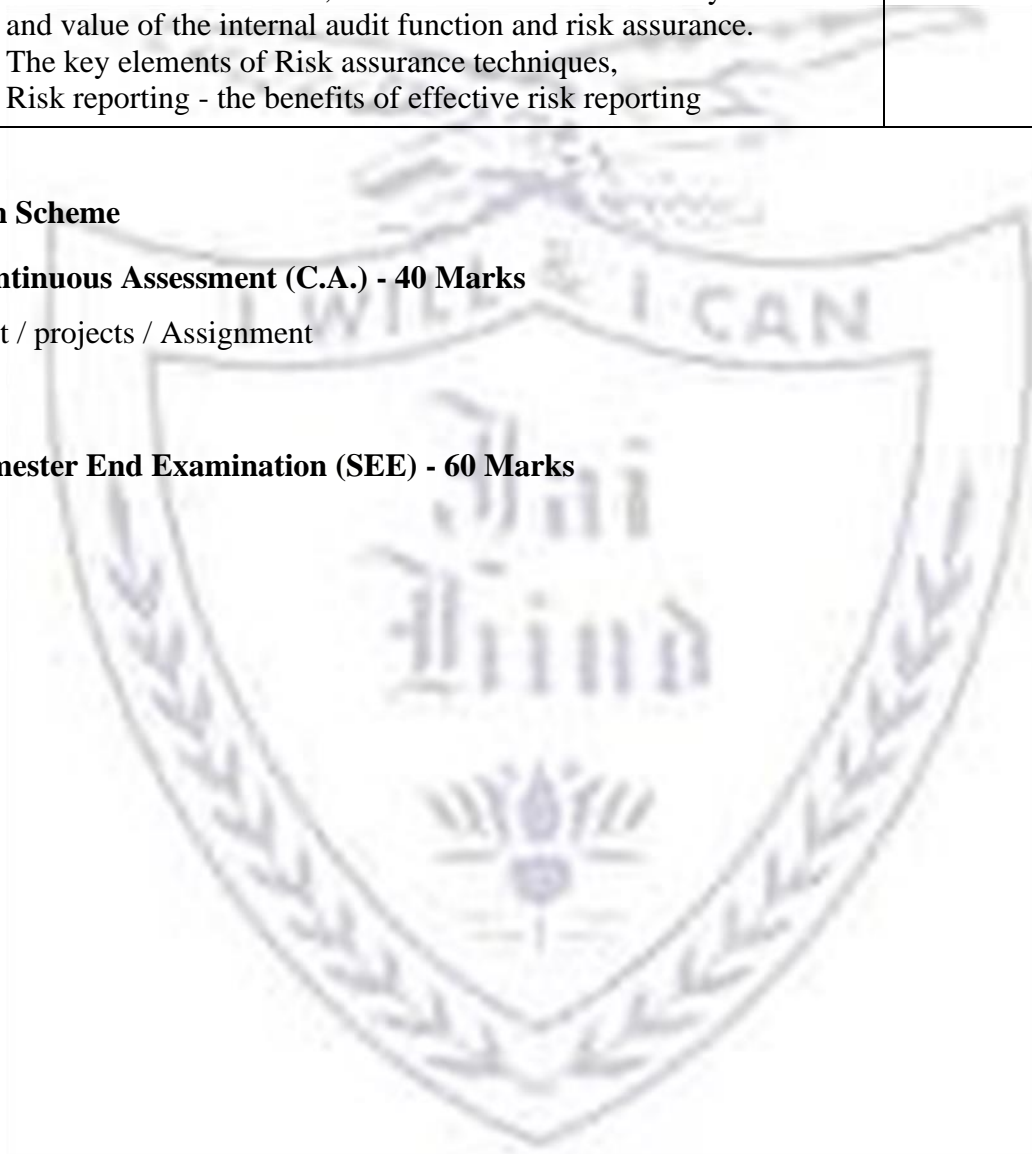 and value of the internal audit function and risk assurance.
The key elements of Risk assurance techniques,
Risk reporting - the benefits of effective risk reporting
Scheme
Continuous Assessment (C.A.) - 40 Marks
/ projects / Assignment
Semester End Examination (SEE) - 60 Marks
I WILL & I CAN
Jai
Hind